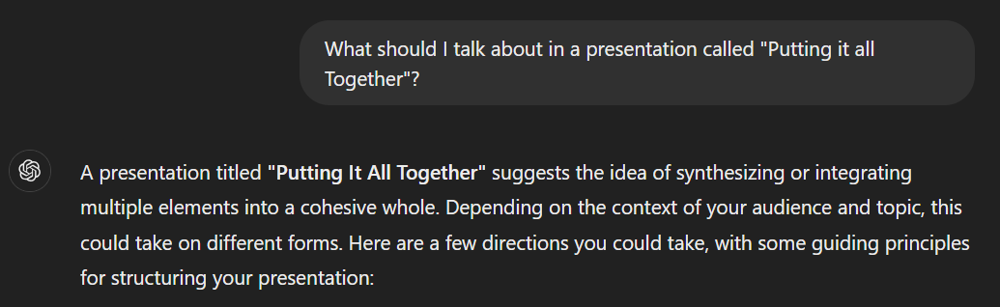 What should I talk about in a presentation called "Putting it all
Together"?
A presentation titled "Putting It All Together" suggests the idea of synthesizing or integrating
multiple elements into a cohesive whole. Depending on the context of your audience and topic, this
could take on different forms. Here are a few directions you could take, with some guiding principles
for structuring your presentation: